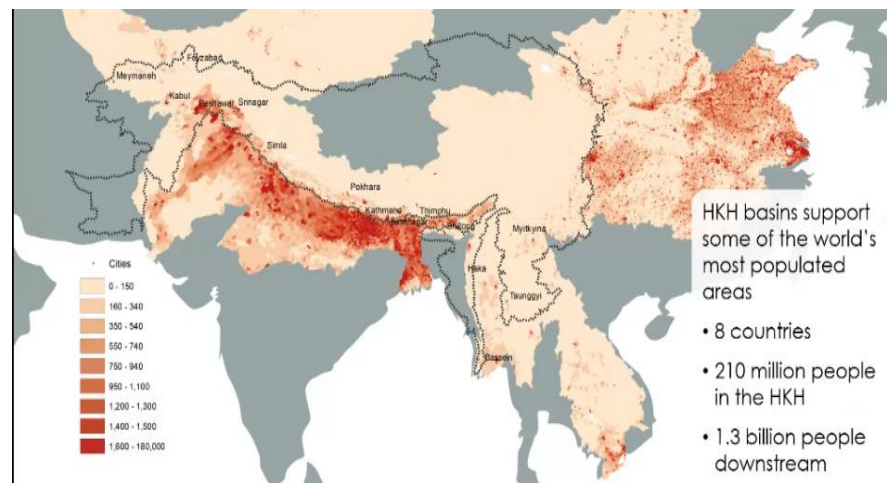 Feyzabad
Meymaneh
Kabul
Peshawar Srinagar
Simla
Pokhara
Kathmand Thimphu
Shillong
Myitkyina
Haka
Taunggyi
Bassein
Cities
0 - 150
160 - 340
350 - 540
550 - 740
750 - 940
950 - 1,100
1,200 - 1,300
1,400 - 1,500
1,600 - 180,000
HKH basins support
some of the world's
most populated
areas
• 8 countries
• 210 million people
in the HKH
• 1.3 billion people
downstream